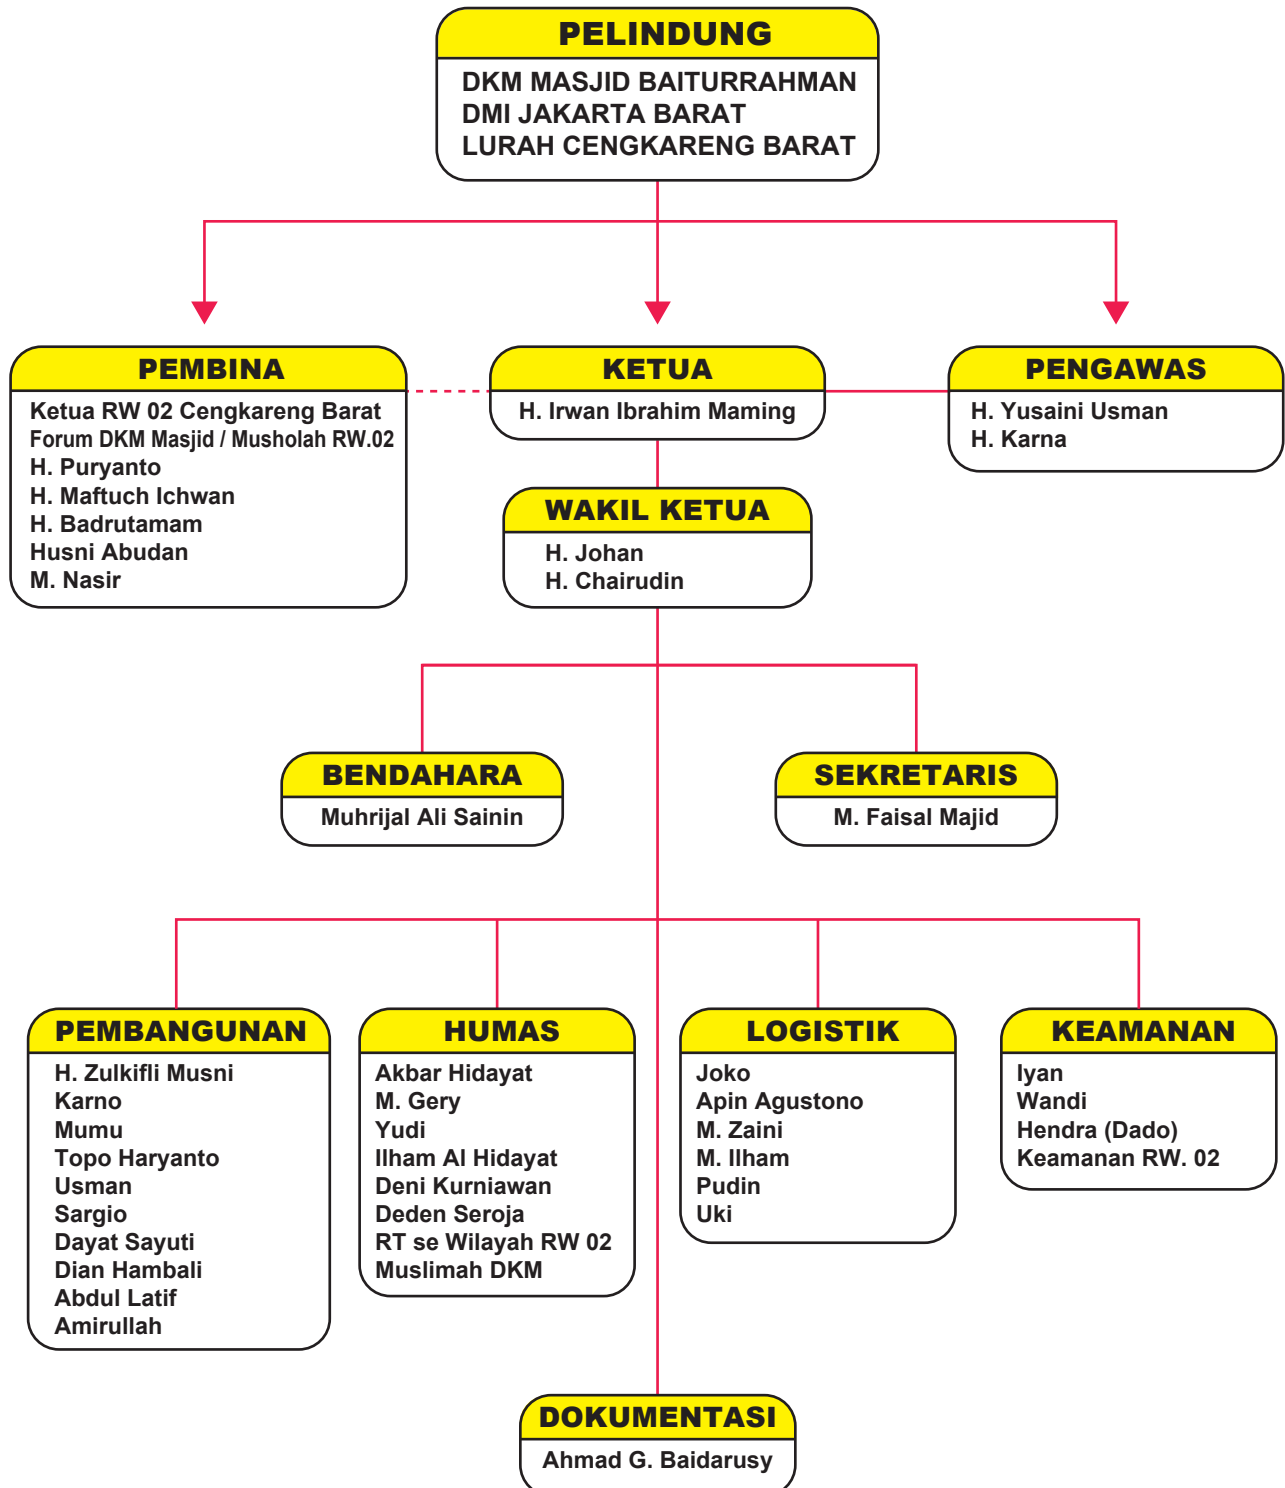 PELINDUNG
DKM MASJID BAITURRAHMAN
DMI JAKARTA BARAT
LURAH CENGKARENG BARAT
PEMBINA
Ketua RW 02 Cengkareng Barat
Forum DKM Masjid / Musholah RW.02
H. Puryanto
H. Maftuch Ichwan
H. Badrutamam
Husni Abudan
M. Nasir
KETUA
H. Irwan Ibrahim Maming
PENGAWAS
H. Yusaini Usman
H. Karna
WAKIL KETUA
H. Johan
H. Chairudin
BENDAHARA
Muhrijal Ali Sainin
SEKRETARIS
M. Faisal Majid
PEMBANGUNAN
H. Zulkifli Musni
Karno
Mumu
Topo Haryanto
Usman
Sargio
Dayat Sayuti
Dian Hambali
Abdul Latif
Amirullah
HUMAS
Akbar Hidayat
M. Gery
Yudi
Ilham Al Hidayat
Deni Kurniawan
Deden Seroja
RT se Wilayah RW 02
Muslimah DKM
LOGISTIK
Joko
Apin Agustono
M. Zaini
M. Ilham
Pudin
Uki
KEAMANAN
Iyan
Wandi
Hendra (Dado)
Keamanan RW. 02
DOKUMENTASI
Ahmad G. Baidarusy